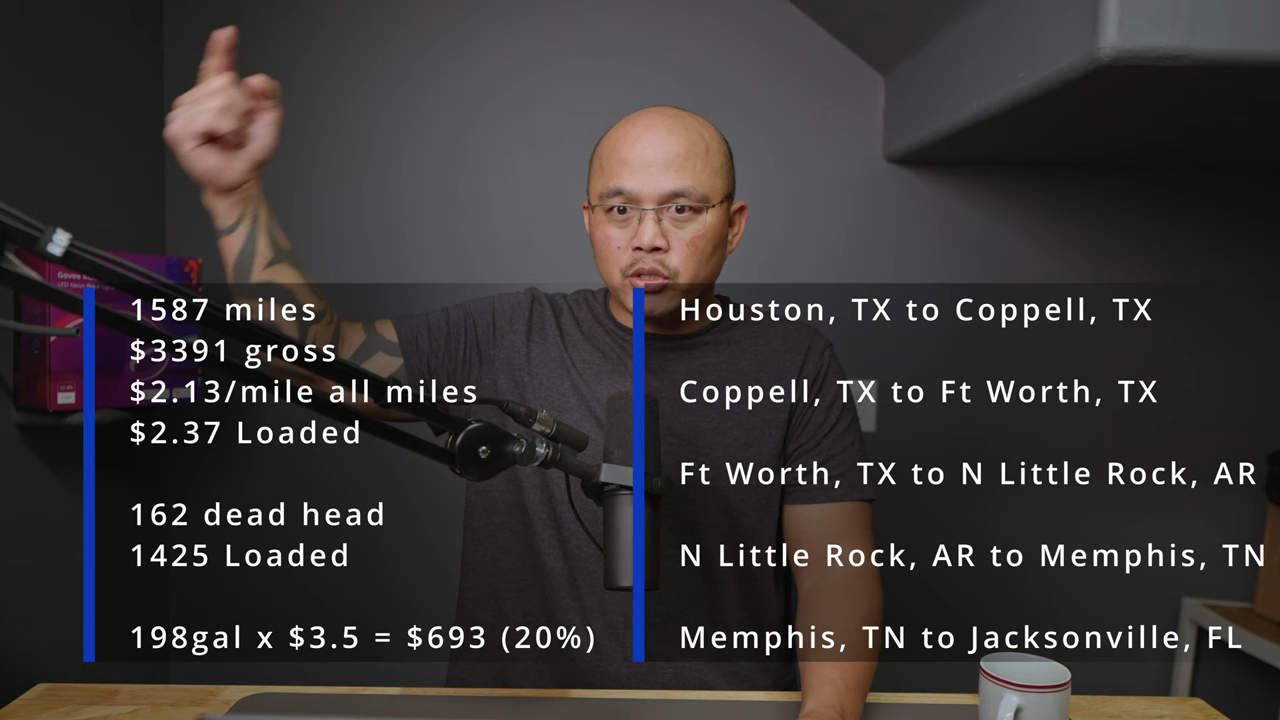 1587 miles
$3391 gross
$2.13/mile all miles
$2.37 Loaded
162 dead head
1425 Loaded
198gal x $3.5 = $693 (20%)
Houston, TX to Coppell, TX
Coppell, TX to Ft Worth, TX
Ft Worth, TX to N Little Rock, AR
N Little Rock, AR to Memphis, TN
Memphis, TN to Jacksonville, FL
Govee